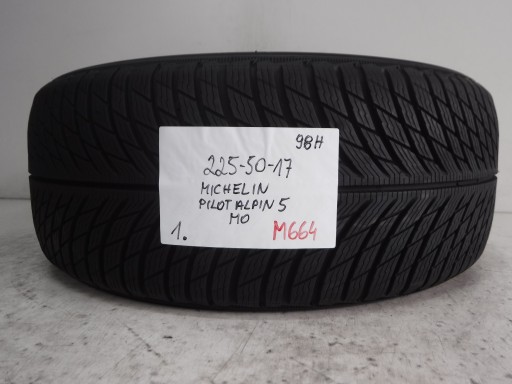 98H
225-50-17
MICHELIN
PILOT ALPIN 5
MO
1. M664